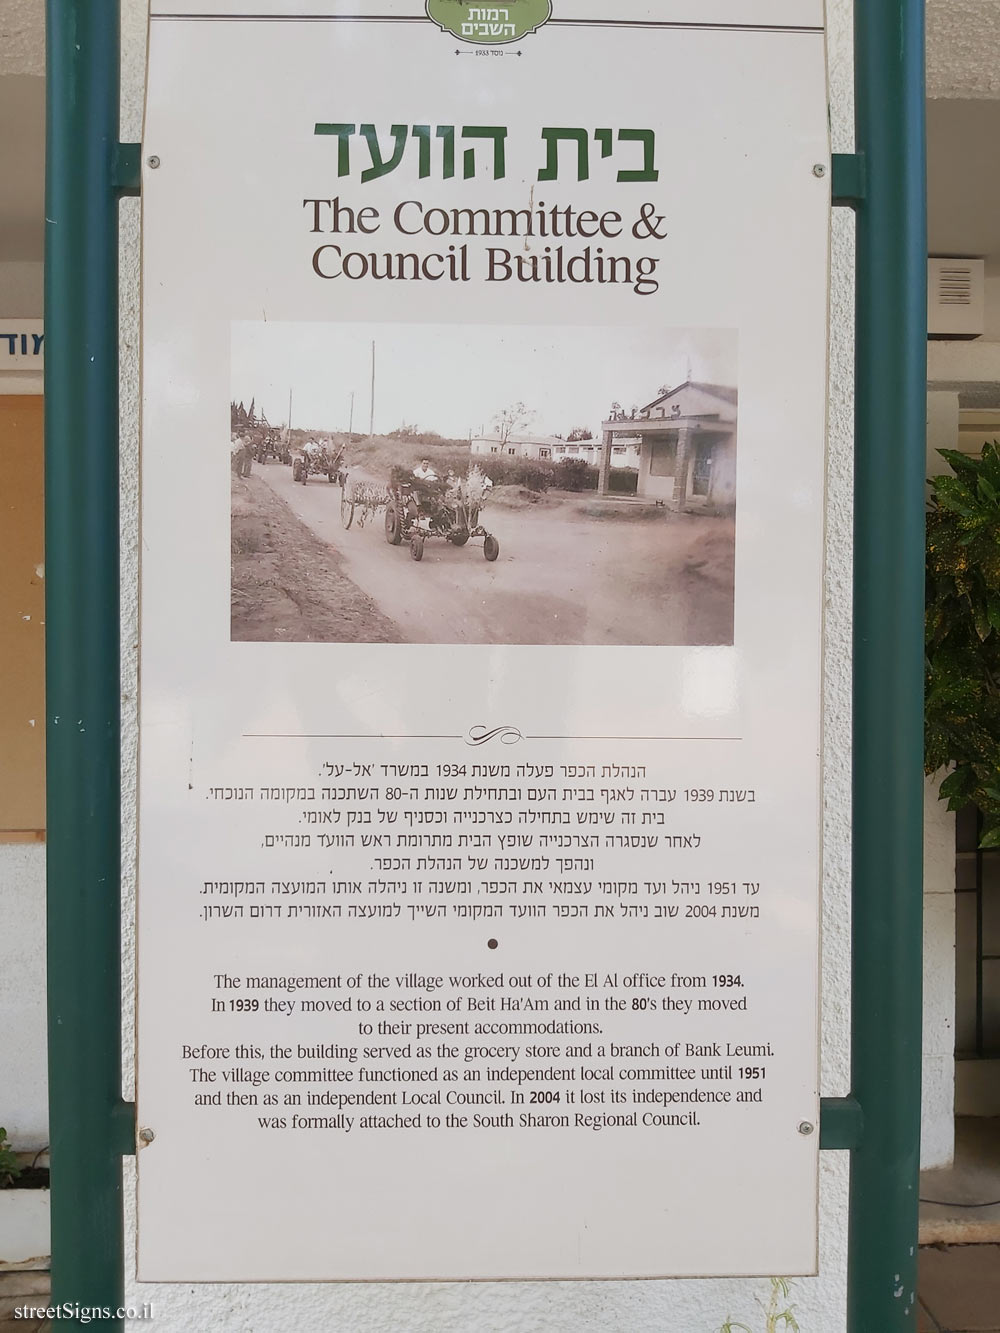 רמות
השבים
נוסד 1933
בית הוועד
The Committee &
Council Building
צרכניה
מוד
הנהלת הכפר פעלה משנת 1934 במשרד 'אל-על'.
בשנת 1939 עברה לאגף בבית העם ובתחילת שנות ה-80 השתכנה במקומה הנוכחי.
בית זה שימש בתחילה כצרכנייה וכסניף של בנק לאומי.
לאחר שנסגרה הצרכנייה שופץ הבית מתרומת ראש הוועד מנהיים,
ונהפך למשכנה של הנהלת הכפר.
עד 1951 ניהל ועד מקומי עצמאי את הכפר, ומשנה זו ניהלה אותו המועצה המקומית.
משנת 2004 שוב ניהל את הכפר הוועד המקומי השייך למועצה האזורית דרום השרון.
The management of the village worked out of the El Al office from 1934.
In 1939 they moved to a section of Beit Ha'Am and in the 80's they moved
to their present accommodations.
Before this, the building served as the grocery store and a branch of Bank Leumi.
The village committee functioned as an independent local committee until 1951
and then as an independent Local Council. In 2004 it lost its independence and
was formally attached to the South Sharon Regional Council.
streetSigns.co.il